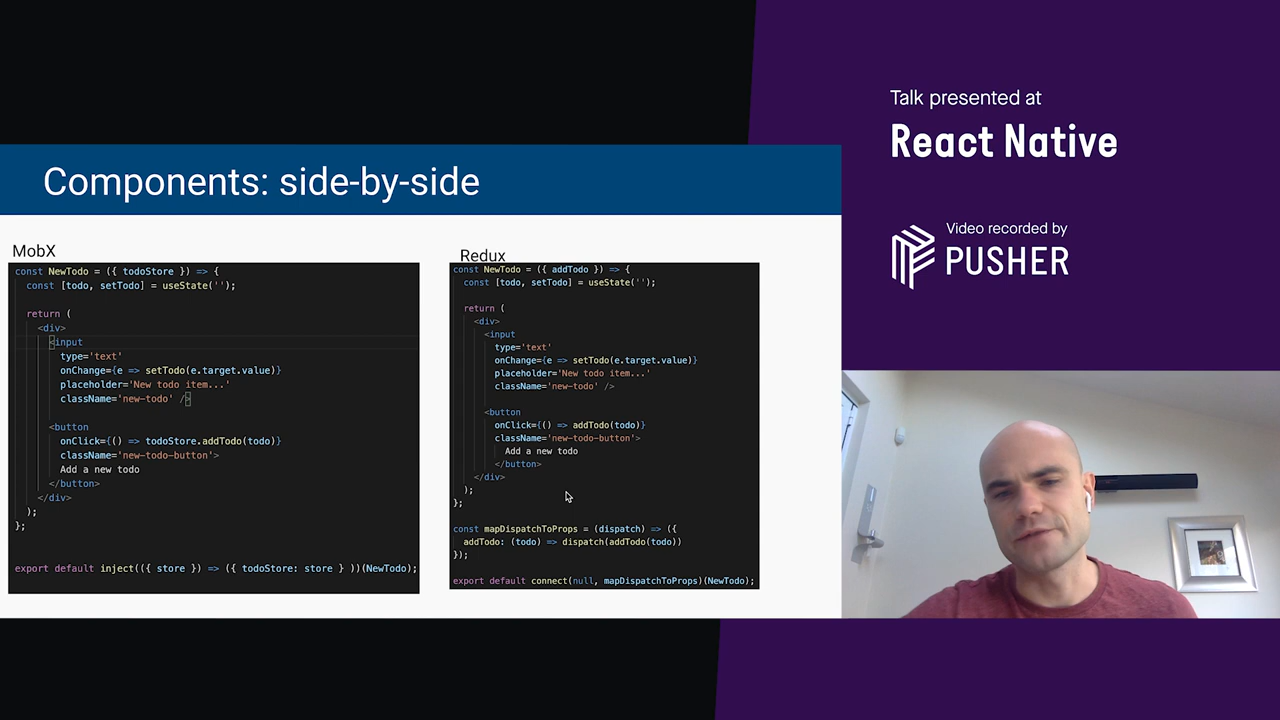 Talk presented at
React Native
Video recorded by
PUSHER
Components: side-by-side
MobX
const NewTodo = ({ todoStore }) => {
const [todo, setTodo] = useState('');
return (
<div>
<input
type='text'
onChange={e => setTodo(e.target.value)}
placeholder='New todo item...'
className='new-todo' />
<button
onClick={() => todoStore.addTodo(todo)}
className='new-todo-button'>
Add a new todo
</button>
</div>
);
};
export default inject(({ store }) => ({ todoStore: store } ))(NewTodo);
Redux
const NewTodo = ({ addTodo }) => {
const [todo, setTodo] = useState('');
return (
<div>
<input
type='text'
onChange={e => setTodo(e.target.value)}
placeholder='New todo item...'
className='new-todo' />
<button
onClick={() => addTodo(todo)}
className='new-todo-button'>
Add a new todo
</button>
</div>
);
};
const mapDispatchToProps = (dispatch) => ({
addTodo: (todo) => dispatch(addTodo(todo))
});
export default connect(null, mapDispatchToProps)(NewTodo);